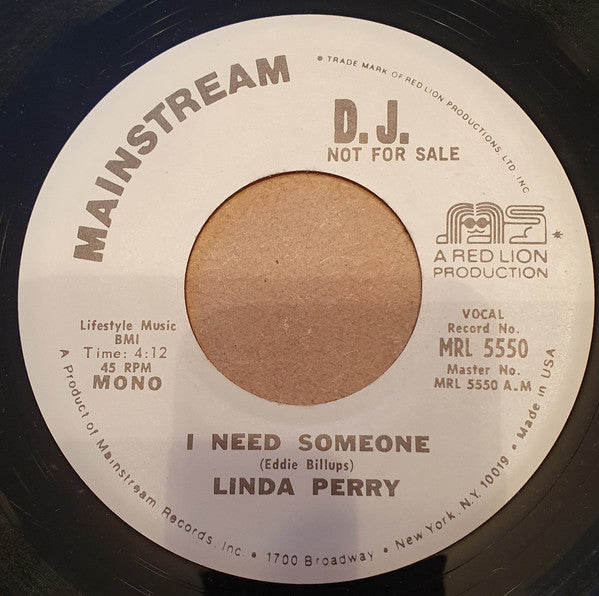 MAINSTREAM
• TRADE MARK OF RED LION PRODUCTIONS, LTD. INC
D.J.
NOT FOR SALE
A RED LION
PRODUCTION
Lifestyle Music
BMI
Time: 4:12
45 RPM
MONO
VOCAL
Record No.
MRL 5550
Master No.
MRL 5550 A.M
I NEED SOMEONE
(Eddie Billups)
LINDA PERRY
A Product of Mainstream Records, Inc. • 1700 Broadway • New York, N.Y. 10019 • Made in USA